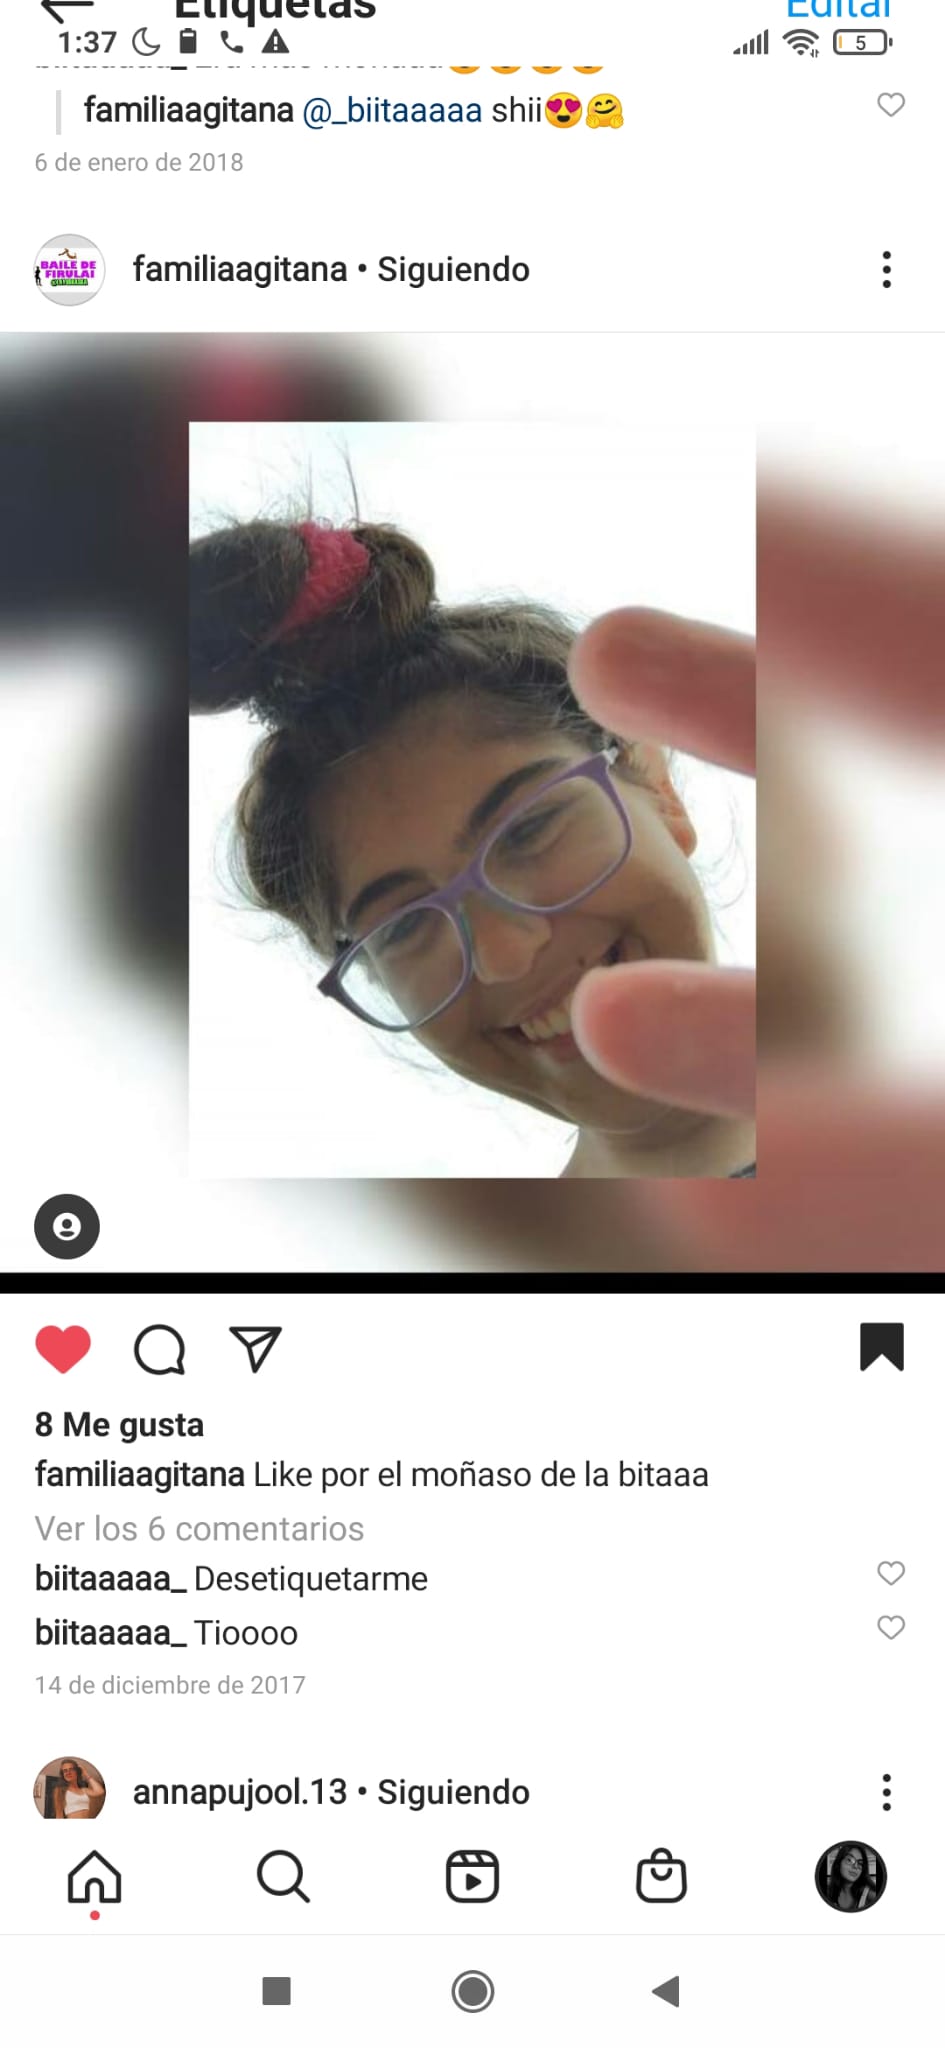 Etiquetas
Editar
1:37
5
familiaagitana @_biitaaaaa shii😍🤗
6 de enero de 2018
BAILE DE
FIRULAI
familiaagitana • Siguiendo
8 Me gusta
familiaagitana Like por el moñaso de la bitaaa
Ver los 6 comentarios
biitaaaaa_ Desetiquetarme
biitaaaaa_ Tioooo
14 de diciembre de 2017
annapujool.13 • Siguiendo